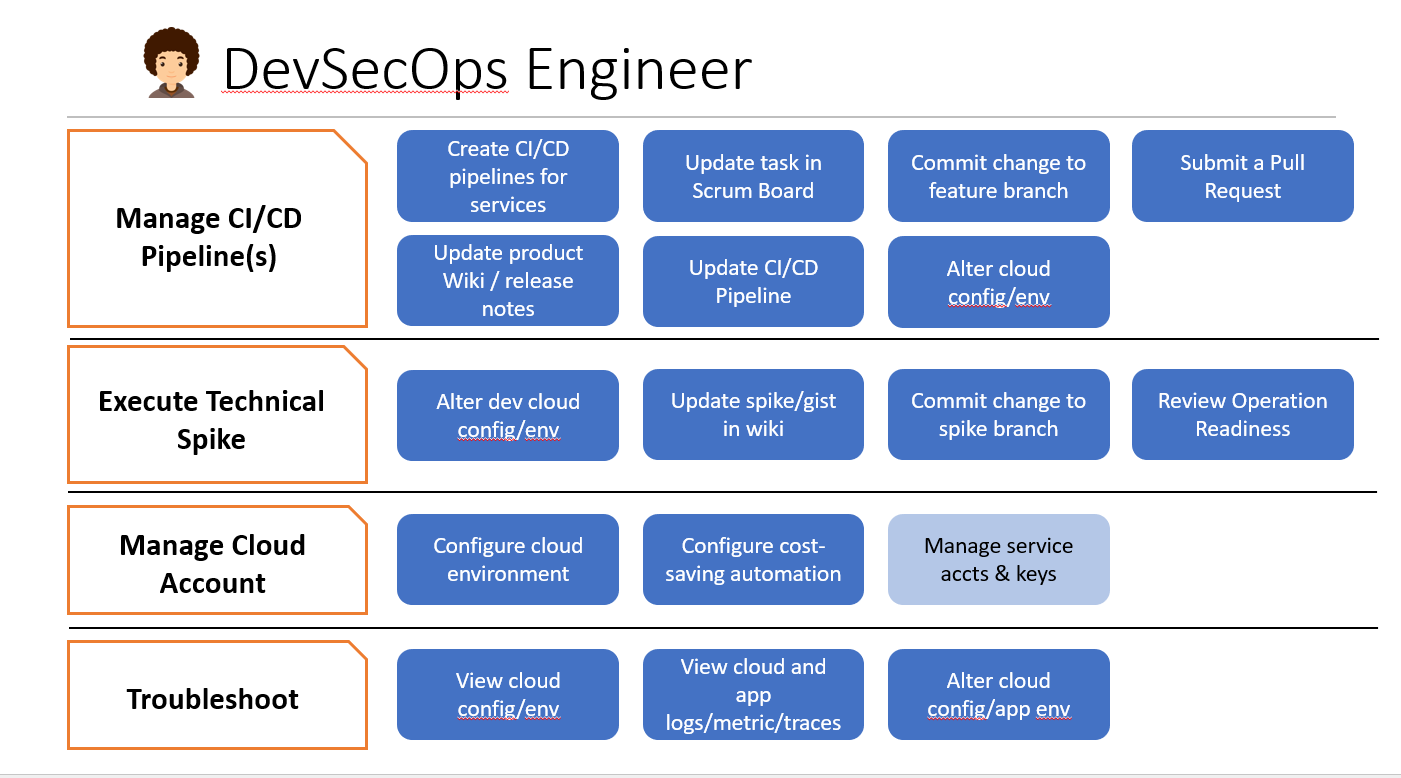 DevSecOps Engineer
Manage CI/CD
Pipeline(s)
Create CI/CD
pipelines for
services
Update task in
Scrum Board
Commit change to
feature branch
Submit a Pull
Request
Update product
Wiki / release
notes
Update CI/CD
Pipeline
Alter cloud
config/env
Execute Technical
Spike
Alter dev cloud
config/env
Update spike/gist
in wiki
Commit change to
spike branch
Review Operation
Readiness
Manage Cloud
Account
Configure cloud
environment
Configure cost-
saving automation
Manage service
accts & keys
Troubleshoot
View cloud
config/env
View cloud and
app
logs/metric/traces
Alter cloud
config/app env